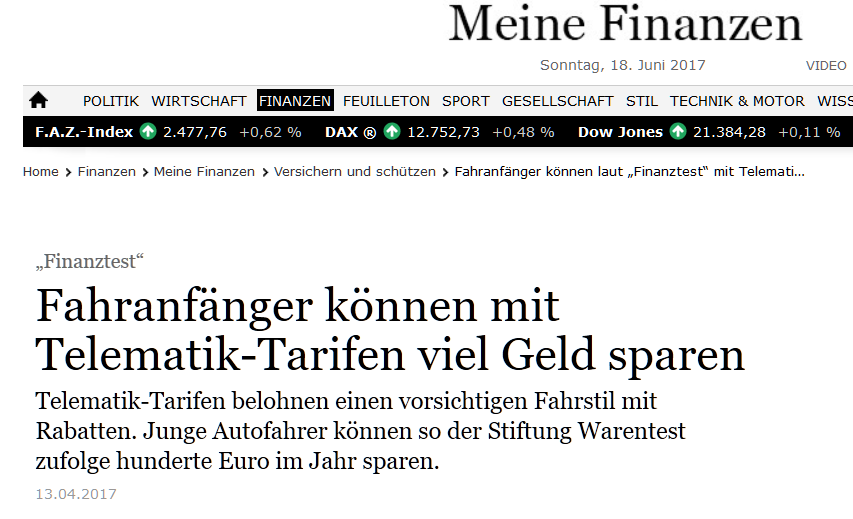 Meine Finanzen
Sonntag, 18. Juni 2017 VIDEO
POLITIK WIRTSCHAFT FINANZEN FEUILLETON SPORT GESELLSCHAFT STIL TECHNIK & MOTOR WISS
F.A.Z.-Index 2.477,76 +0,62 % DAX ® 12.752,73 +0,48 % Dow Jones 21.384,28 +0,11 %
Home > Finanzen > Meine Finanzen > Versichern und schützen > Fahranfänger können laut „Finanztest“ mit Telemati...
„Finanztest“
Fahranfänger können mit
Telematik-Tarifen viel Geld sparen
Telematik-Tarifen belohnen einen vorsichtigen Fahrstil mit
Rabatten. Junge Autofahrer können so der Stiftung Warentest
zufolge hunderte Euro im Jahr sparen.
13.04.2017